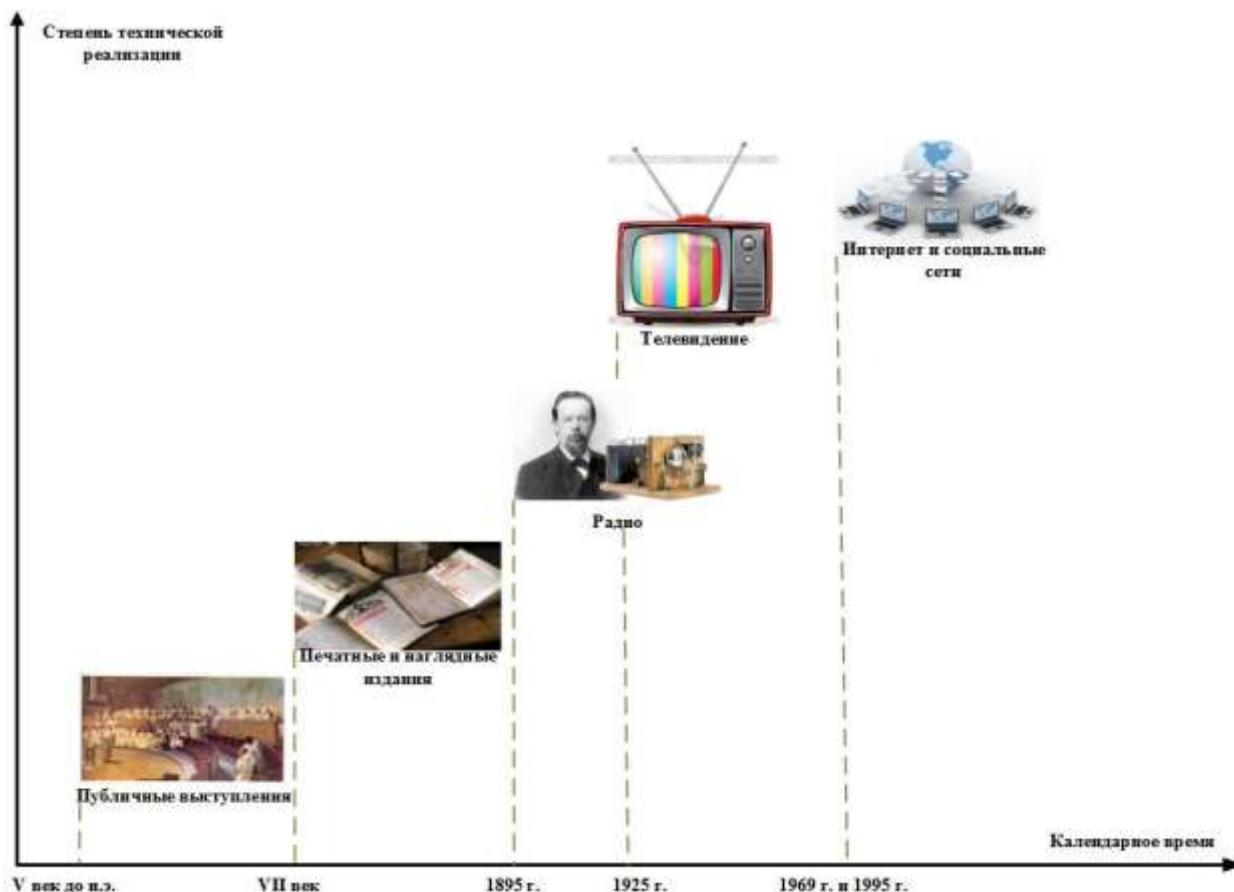 Степень технической
реализации
Интернет и социальные
сети
Телевидение
Радио
Печатные и наглядные
издания
Публичные выступления
Календарное время
V век до н.э.
VII век
1895 г.
1925 г.
1969 г. и 1995 г.